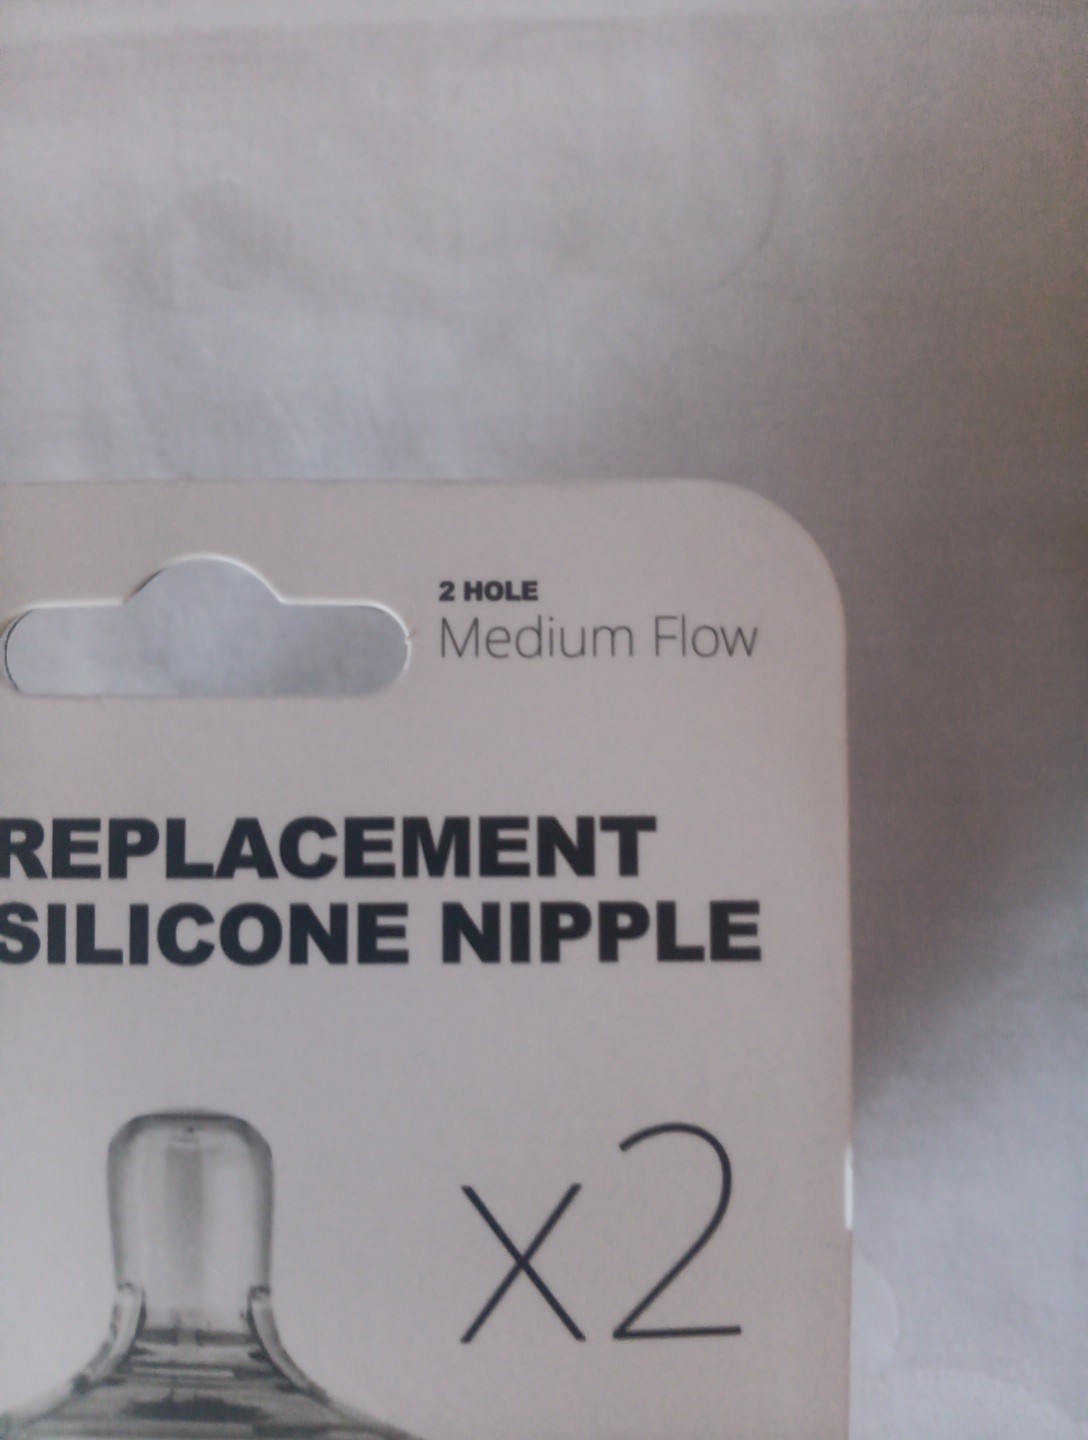 2 HOLE
Medium Flow
REPLACEMENT
SILICONE NIPPLE
x2